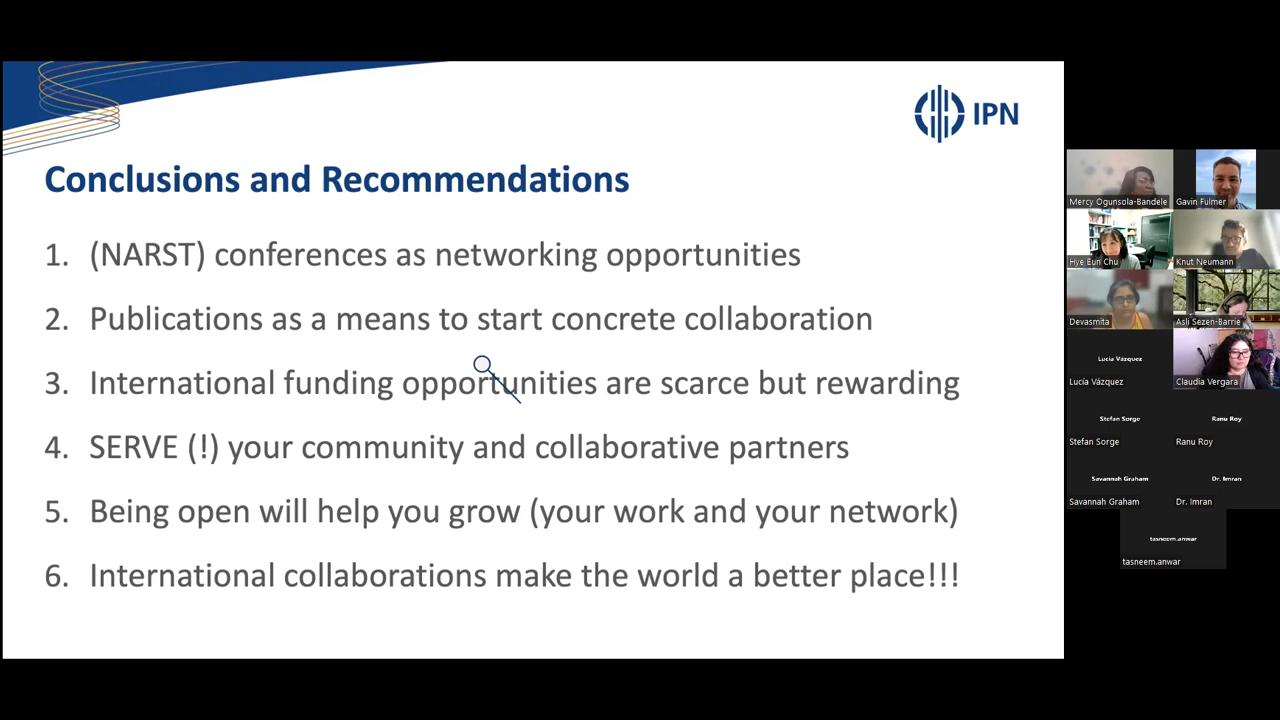 IPN
Conclusions and Recommendations
1. (NARST) conferences as networking opportunities
2. Publications as a means to start concrete collaboration
3. International funding opportunities are scarce but rewarding
4. SERVE (!) your community and collaborative partners
5. Being open will help you grow (your work and your network)
6. International collaborations make the world a better place!!!
Mercy Ogunsola-Bandele
Gavin Fulmer
Hye Eun Chu
Knut Neumann
Devasmita
Asli Sezen-Barrie
Lucía Vázquez
Lucía Vázquez
Claudia Vergara
Stefan Sorge
Stefan Sorge
Ranu Roy
Ranu Roy
Savannah Graham
Savannah Graham
Dr. Imran
Dr. Imran
tasneem.anwar
tasneem.anwar